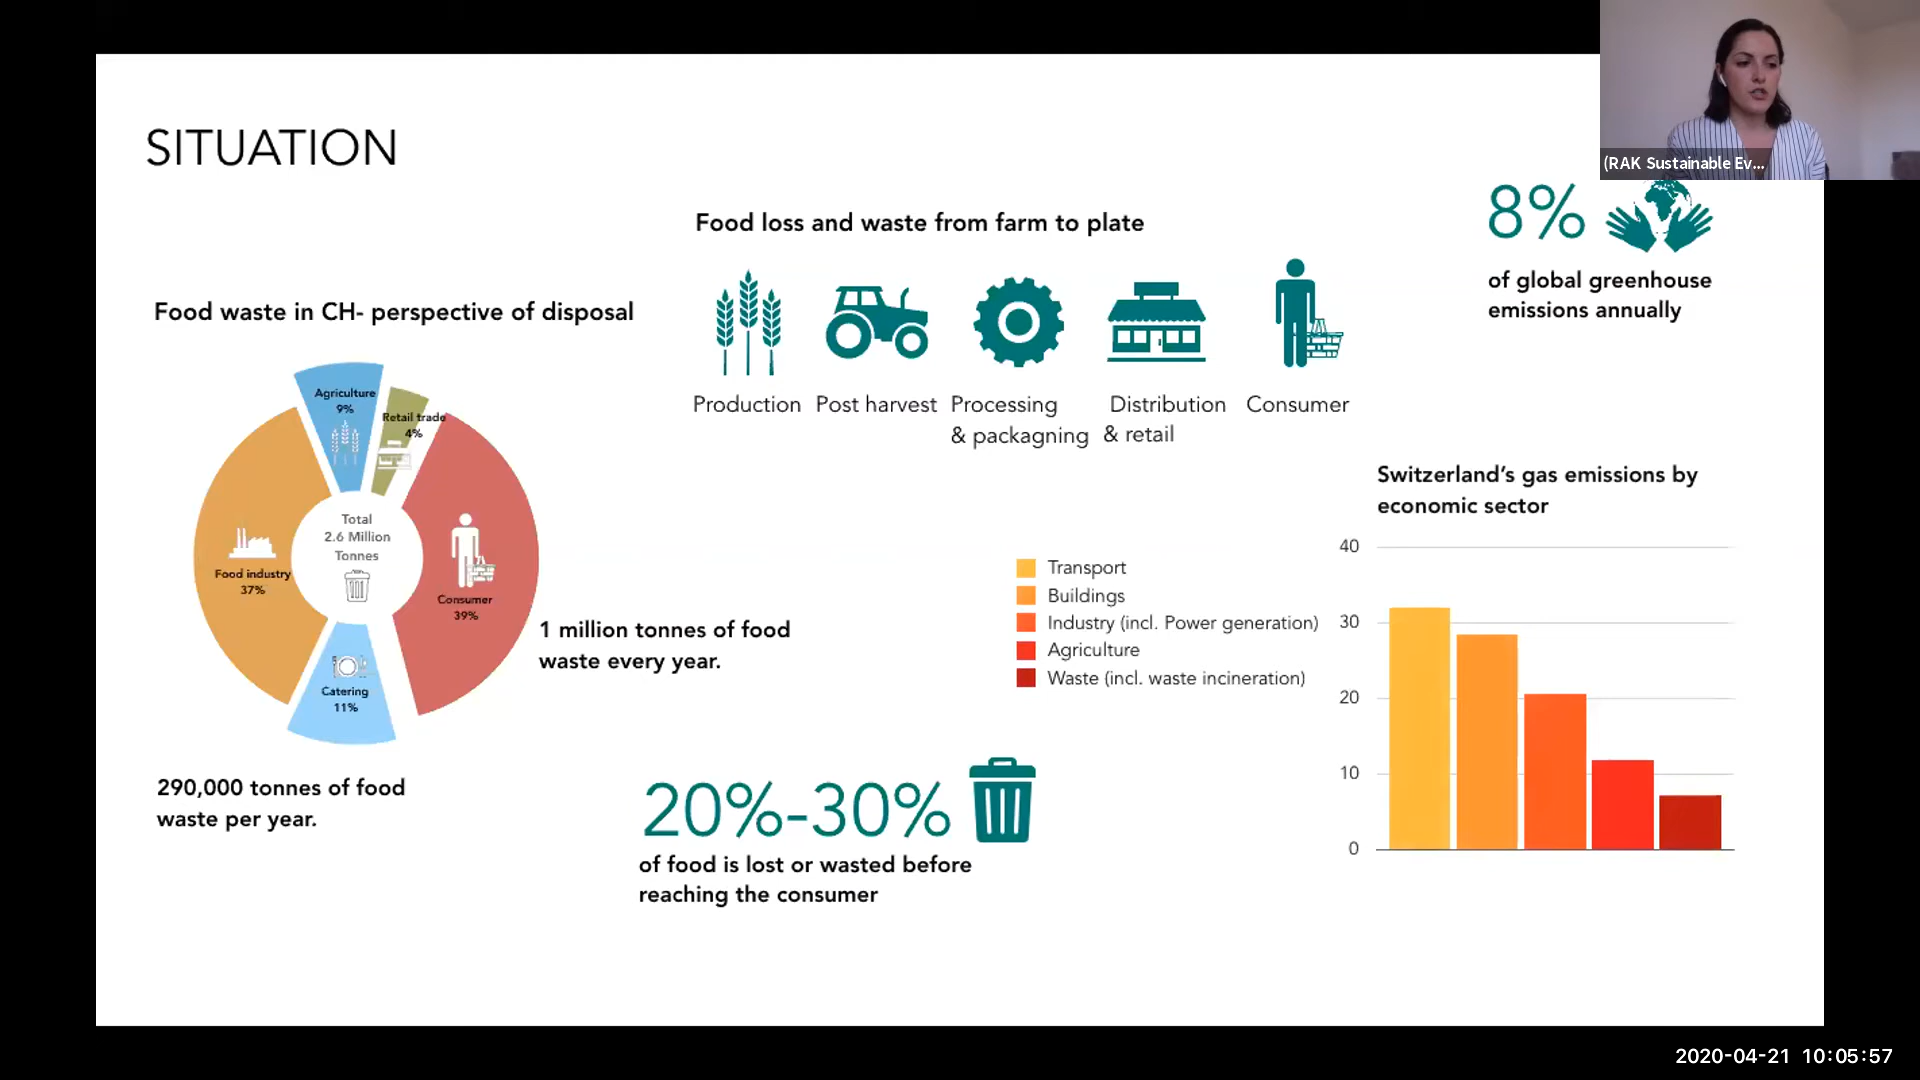 SITUATION
(RAK Sustainable Ev...
8%
of global greenhouse
emissions annually
Food loss and waste from farm to plate
Production
Post harvest
Processing
& packagning
Distribution
& retail
Consumer
Food waste in CH- perspective of disposal
Agriculture
9%
Retail trade
4%
Total
2.6 Million
Tonnes
Food industry
37%
Consumer
39%
Catering
11%
1 million tonnes of food
waste every year.
290,000 tonnes of food
waste per year.
20%-30%
of food is lost or wasted before
reaching the consumer
Switzerland’s gas emissions by
economic sector
Transport
Buildings
Industry (incl. Power generation)
Agriculture
Waste (incl. waste incineration)
40
30
20
10
0
2020-04-21 10:05:57